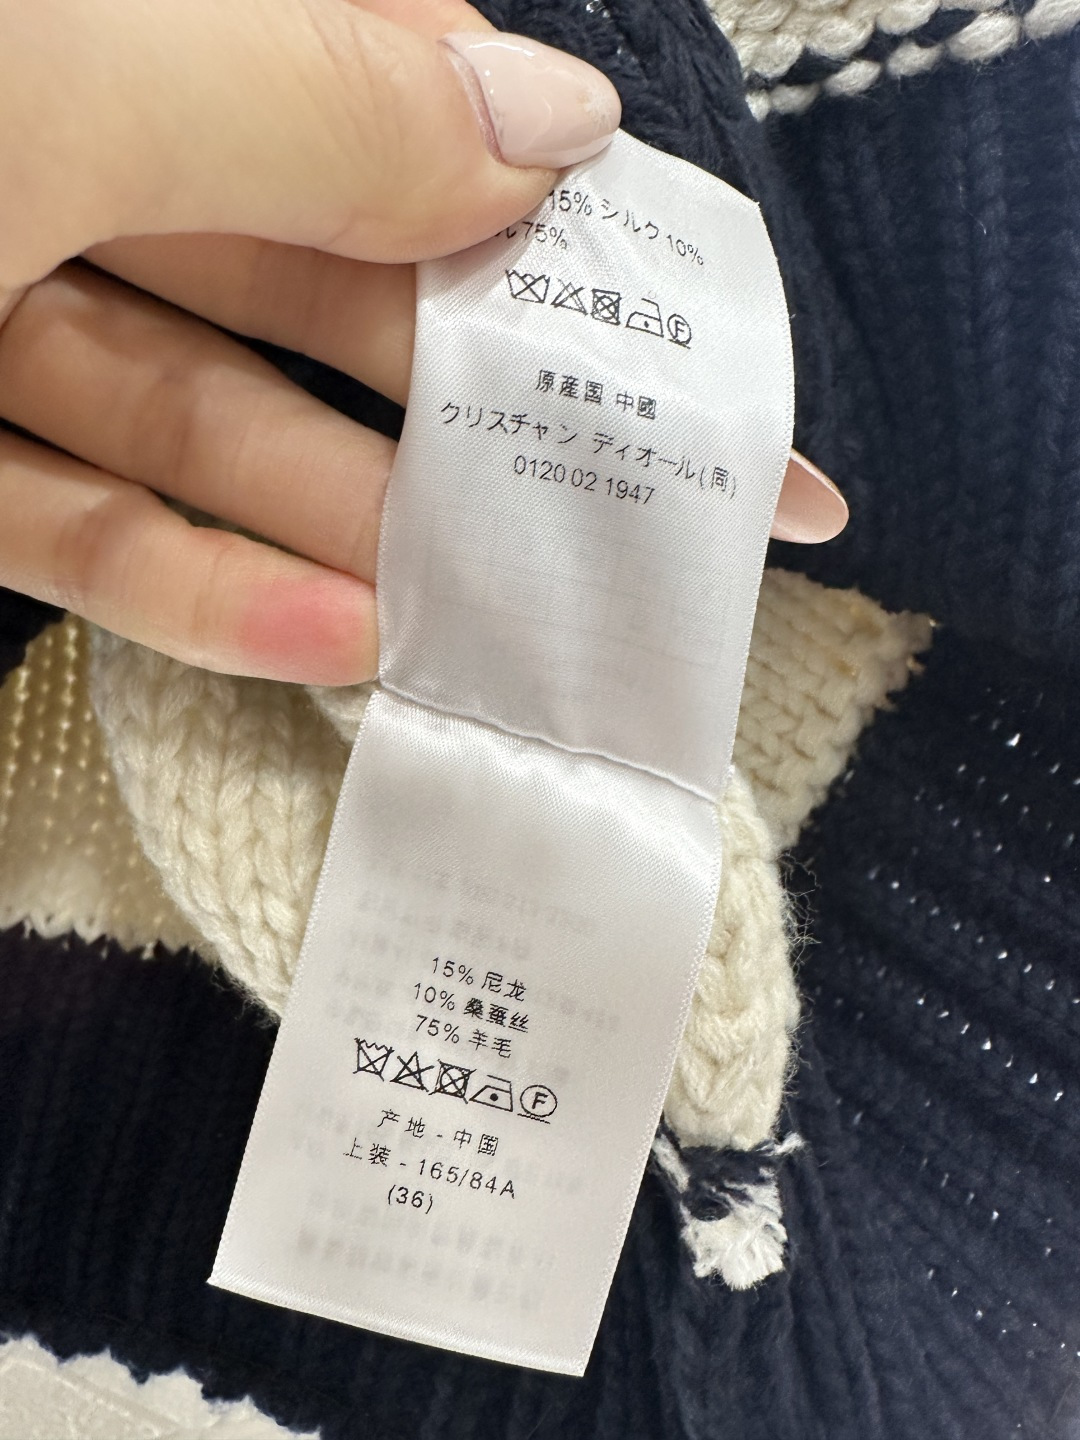 15% シルク 10%
ル 75%
F
原産国 中國
クリスチャン ディオール(同)
0120 02 1947
15% 尼龙
10% 桑蚕丝
75% 羊毛
F
产地 - 中国
上装 - 165/84A
(36)